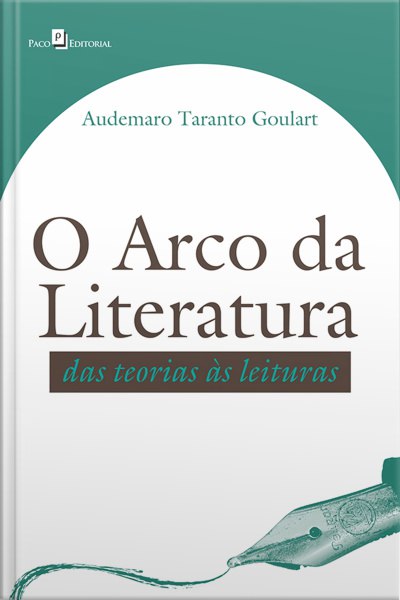 PACO EDITORIAL
Audemaro Taranto Goulart
O Arco da
Literatura
das teorias às leituras